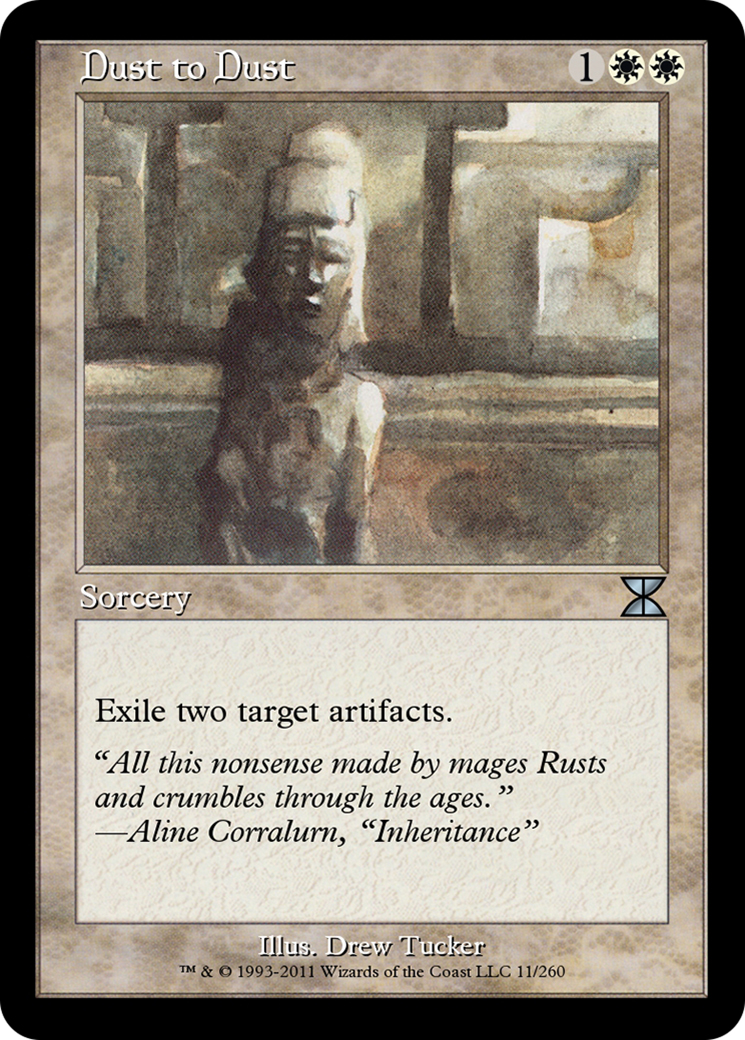 Dust to Dust 1
Sorcery
Exile two target artifacts.
“All this nonsense made by mages Rusts
and crumbles through the ages.”
—Aline Corralurn, “Inheritance”
Illus. Drew Tucker
™ & © 1993-2011 Wizards of the Coast LLC 11/260